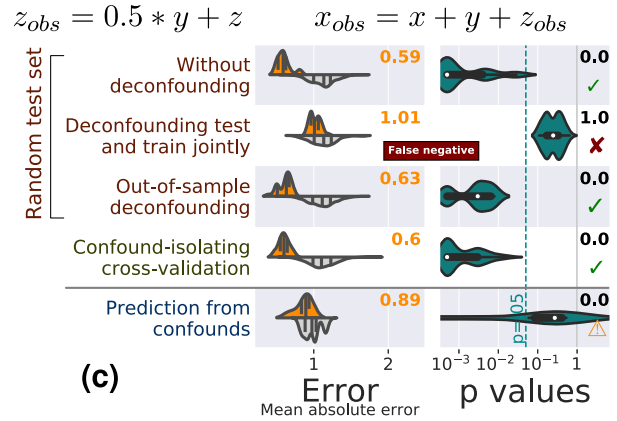 z_obs = 0.5 * y + z
x_obs = x + y + z_obs
Random test set
Without
deconfounding
0.59
0.0
✓
Deconfounding test
and train jointly
1.01
False negative
1.0
✘
Out-of-sample
deconfounding
0.63
0.0
✓
Confound-isolating
cross-validation
0.6
0.0
✓
Prediction from
confounds
0.89
0.0
⚠
p=.05
(c)
1 2
Error
Mean absolute error
10⁻³ 10⁻² 10⁻¹ 1
p values